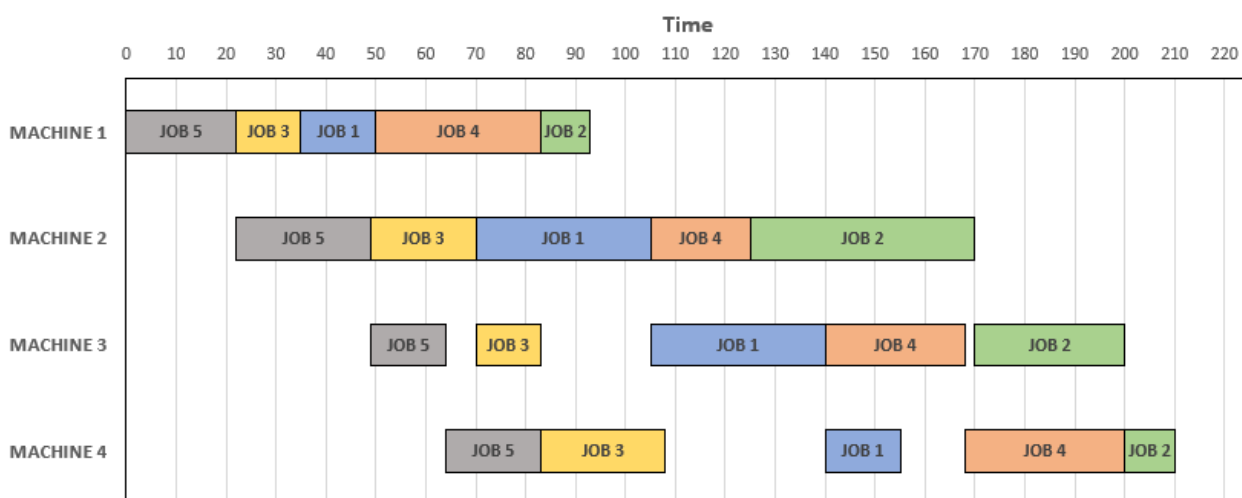 Time
0 10 20 30 40 50 60 70 80 90 100 110 120 130 140 150 160 170 180 190 200 210 220
MACHINE 1 JOB 5 JOB 3 JOB 1 JOB 4 JOB 2
MACHINE 2 JOB 5 JOB 3 JOB 1 JOB 4 JOB 2
MACHINE 3 JOB 5 JOB 3 JOB 1 JOB 4 JOB 2
MACHINE 4 JOB 5 JOB 3 JOB 1 JOB 4 JOB 2